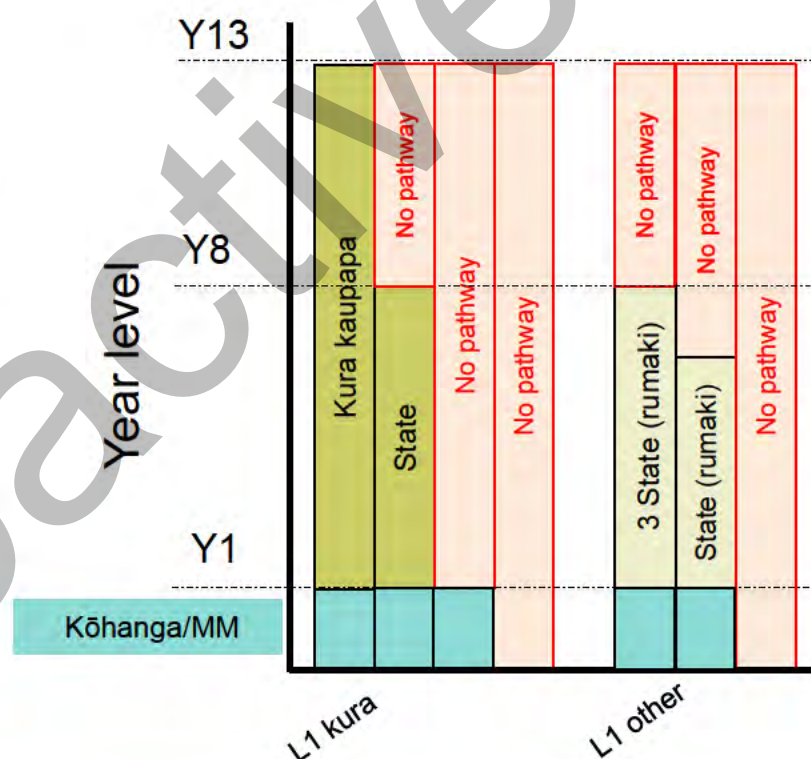 Y13
Y8
Year level
Y1
Kōhanga/MM
Kura kaupapa
No pathway
State
No pathway
No pathway
No pathway
3 State (rumaki)
No pathway
State (rumaki)
No pathway
L1 kura
L1 other